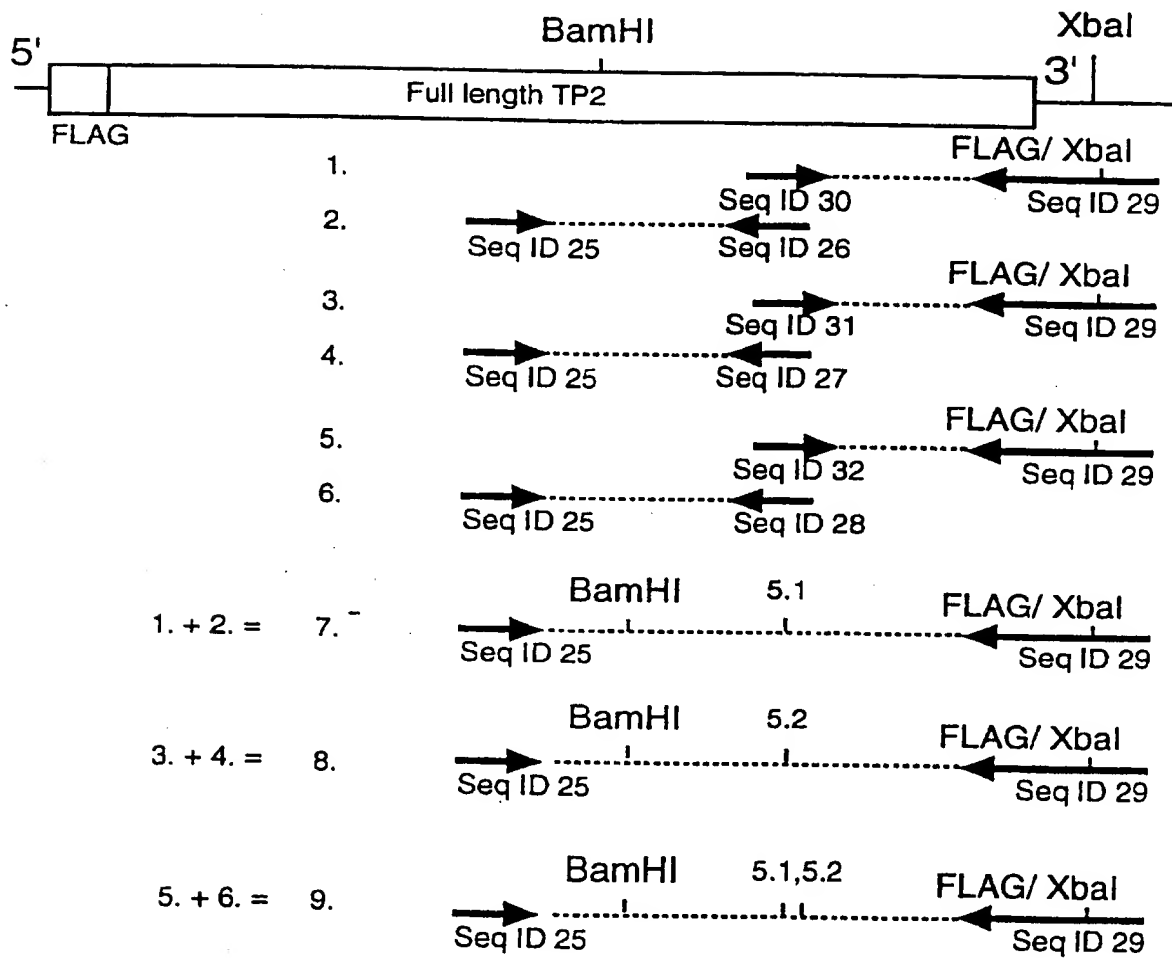 BamHI XbaI
5' 3'
Full length TP2
FLAG
1. FLAG/ XbaI
Seq ID 30 Seq ID 29
2.
Seq ID 25 Seq ID 26
FLAG/ XbaI
3.
Seq ID 31 Seq ID 29
4.
Seq ID 25 Seq ID 27
FLAG/ XbaI
5.
Seq ID 32 Seq ID 29
6.
Seq ID 25 Seq ID 28
BamHI 5.1 FLAG/ XbaI
1. + 2. = 7.
Seq ID 25 Seq ID 29
BamHI 5.2 FLAG/ XbaI
3. + 4. = 8.
Seq ID 25 Seq ID 29
BamHI 5.1,5.2 FLAG/ XbaI
5. + 6. = 9.
Seq ID 25 Seq ID 29